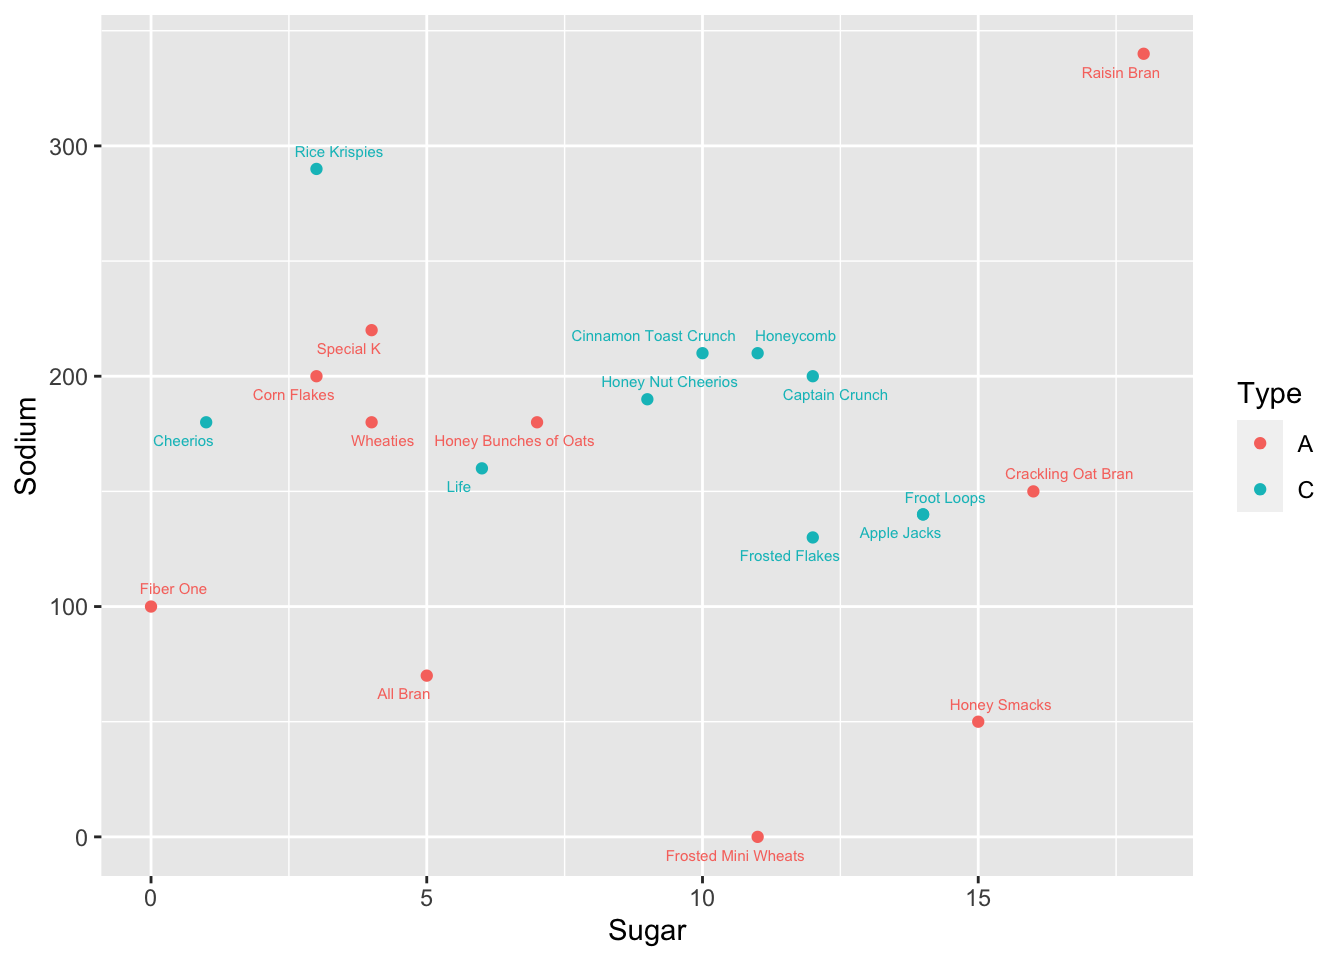 Raisin Bran
300
Rice Krispies
Special K
Cinnamon Toast Crunch
Honeycomb
200
Corn Flakes
Honey Nut Cheerios
Captain Crunch
Cheerios
Wheaties
Honey Bunches of Oats
Life
Crackling Oat Bran
Froot Loops
Apple Jacks
Frosted Flakes
Fiber One
100
All Bran
Honey Smacks
0
Frosted Mini Wheats
0 5 10 15
Sugar
Sodium
Type
A
C